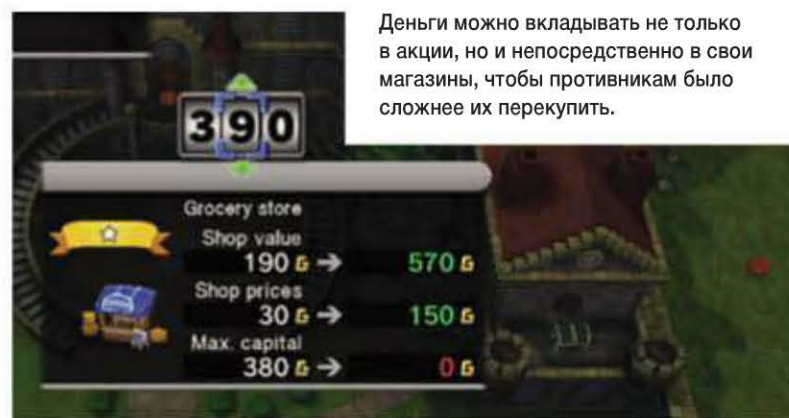 Деньги можно вкладывать не только
в акции, но и непосредственно в свои
магазины, чтобы противникам было
сложнее их перекупить.
390
Grocery store
Shop value
190 G → 570 G
Shop prices
30 G → 150 G
Max. capital
380 G → 0 G